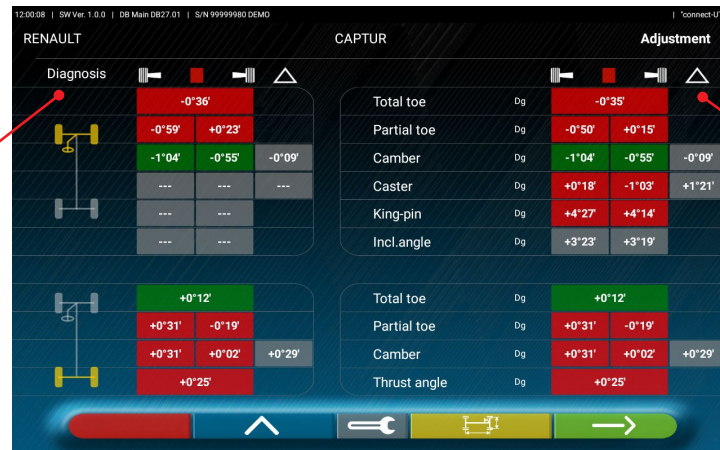 12:00:08 | SW Ver. 1.0.0 | DB Main DB27.01 | S/N 99999980 DEMO | "connect-U"
RENAULT CAPTUR Adjustment
Diagnosis
-0°36' Total toe Dg -0°35'
-0°59' +0°23' Partial toe Dg -0°50' +0°15'
-1°04' -0°55' -0°09' Camber Dg -1°04' -0°55' -0°09'
--- --- --- Caster Dg +0°18' -1°03' +1°21'
--- --- King-pin Dg +4°27' +4°14'
--- --- Incl.angle Dg +3°23' +3°19'
+0°12' Total toe Dg +0°12'
+0°31' -0°19' Partial toe Dg +0°31' -0°19'
+0°31' +0°02' +0°29' Camber Dg +0°31' +0°02' +0°29'
+0°25' Thrust angle Dg +0°25'